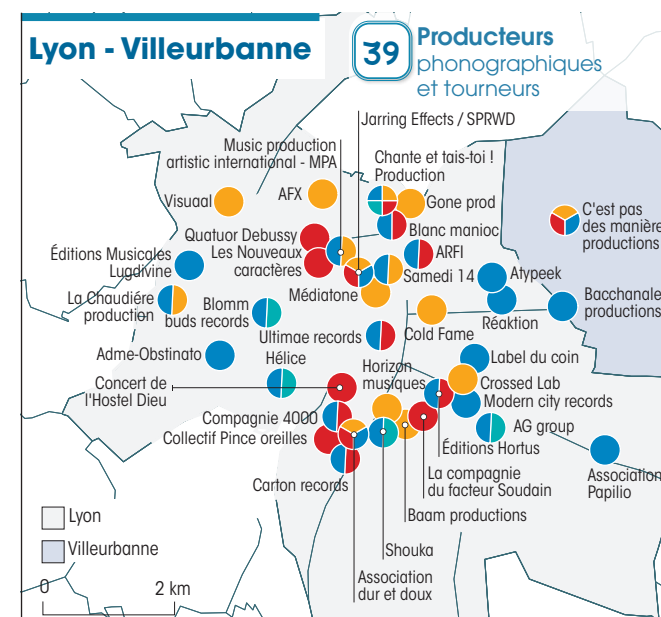 Lyon - Villeurbanne
39
Producteurs
phonographiques
et tourneurs
Jarring Effects / SPRWD
Music production
artistic international - MPA
Chante et tais-toi !
Production
Visuaal
AFX
Gone prod
Quatuor Debussy
Les Nouveaux
caractères
Blanc manioc
ARFI
C'est pas
des manière
productions
Éditions Musicales
Lugdivine
Samedi 14
Atypeek
La Chaudiére
production
Blomm
buds records
Médiatone
Réaktion
Bacchanale
productions
Ultimae records
Cold Fame
Adme-Obstinato
Hélice
Horizon
musiques
Label du coin
Crossed Lab
Concert de
l'Hostel Dieu
Modern city records
Compagnie 4000
Collectif Pince oreilles
AG group
Éditions Hortus
Carton records
La compagnie
du facteur Soudain
Association
Papilio
Baam productions
Lyon
Villeurbanne
Shouka
Association
dur et doux
0 2 km